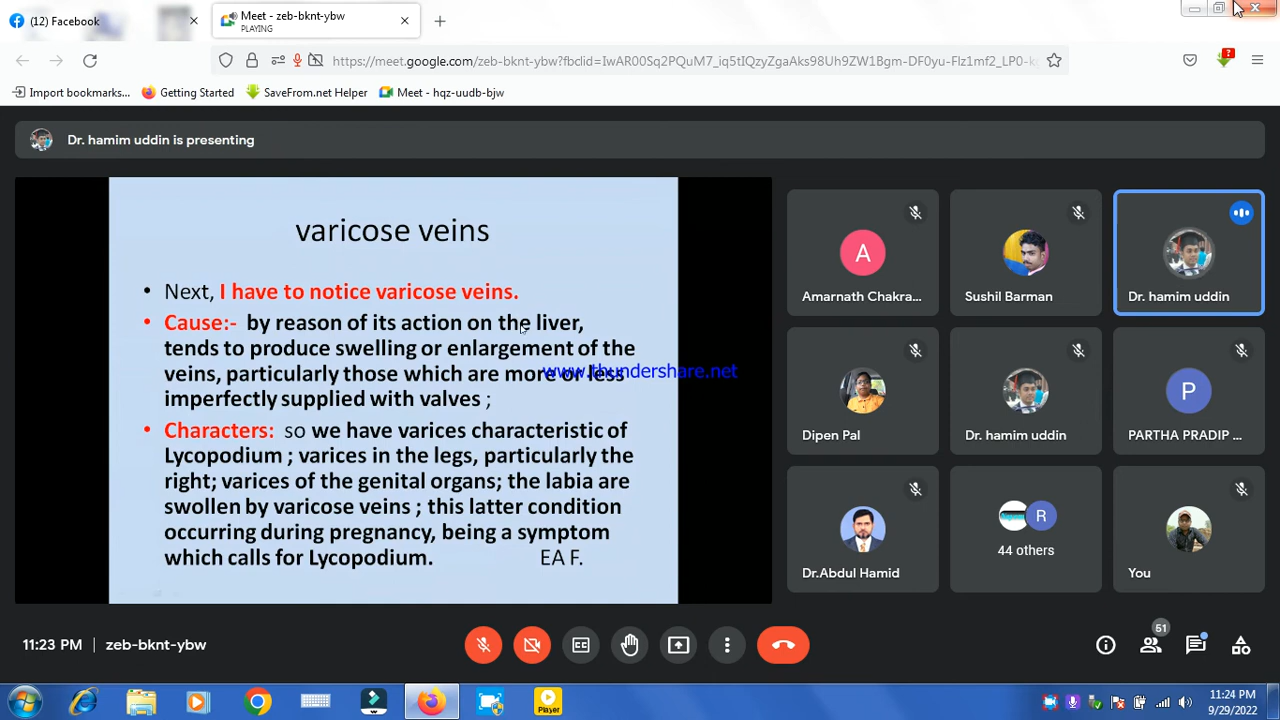 (12) Facebook
Meet - zeb-bknt-ybw
PLAYING
https://meet.google.com/zeb-bknt-ybw?fbclid=
?
Import bookmarks...
Getting Started
SaveFrom.net Helper
Meet - hqz-uudb-bjw
Dr. hamim uddin is presenting
varicose veins
• Next, I have to notice varicose veins.
• Cause:- by reason of its action on the liver,
tends to produce swelling or enlargement of the
veins, particularly those which are more or less
www.thundershare.net
imperfectly supplied with valves ;
• Characters: so we have varices characteristic of
Lycopodium ; varices in the legs, particularly the
right; varices of the genital organs; the labia are
swollen by varicose veins ; this latter condition
occurring during pregnancy, being a symptom
which calls for Lycopodium. EA F.
A
Amarnath Chakra...
Sushil Barman
Dr. hamim uddin
Dipen Pal
Dr. hamim uddin
P
PARTHA PRADIP ...
Dr.Abdul Hamid
R
44 others
You
11:23 PM | zeb-bknt-ybw
CC
51
Player
11:24 PM
9/29/2022